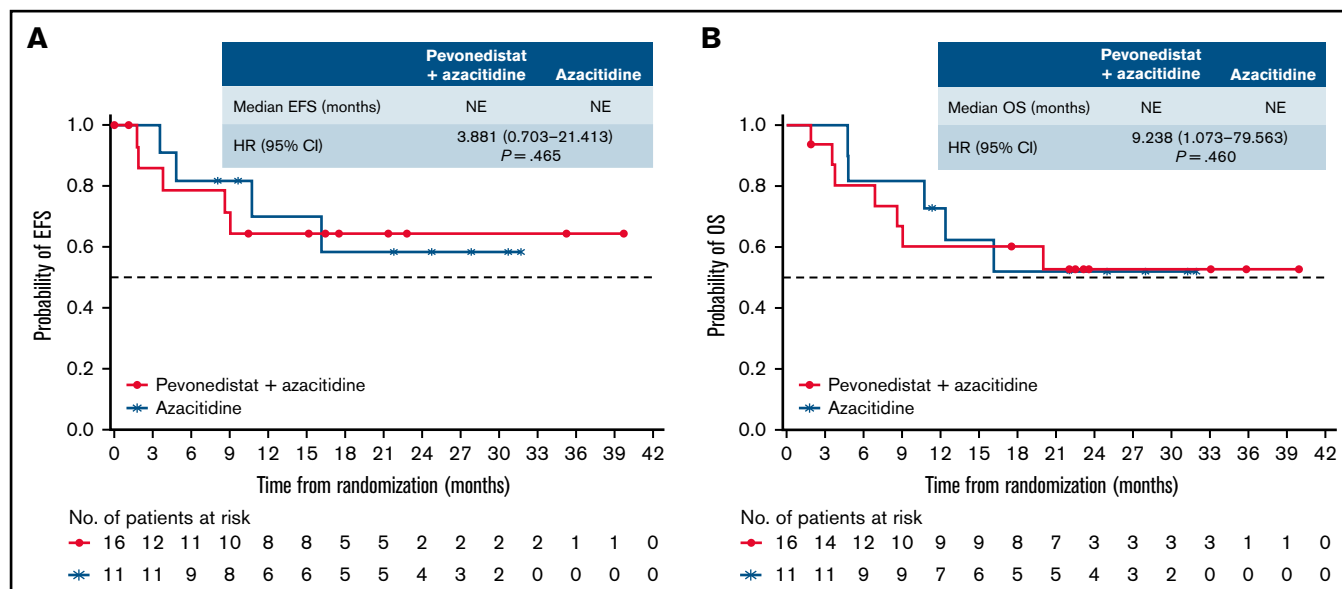 A
Pevonedistat + azacitidine Azacitidine
Median EFS (months) NE NE
HR (95% CI) 3.881 (0.703–21.413)
P = .465
Probability of EFS
1.0
0.8
0.6
0.4
0.2
0.0
Pevonedistat + azacitidine
Azacitidine
0 3 6 9 12 15 18 21 24 27 30 33 36 39 42
Time from randomization (months)
No. of patients at risk
16 12 11 10 8 8 5 5 2 2 2 2 1 1 0
11 11 9 8 6 6 5 5 4 3 2 0 0 0 0
B
Pevonedistat + azacitidine Azacitidine
Median OS (months) NE NE
HR (95% CI) 9.238 (1.073–79.563)
P = .460
Probability of OS
1.0
0.8
0.6
0.4
0.2
0.0
Pevonedistat + azacitidine
Azacitidine
0 3 6 9 12 15 18 21 24 27 30 33 36 39 42
Time from randomization (months)
No. of patients at risk
16 14 12 10 9 9 8 7 3 3 3 3 1 1 0
11 11 9 9 7 6 5 5 4 3 2 0 0 0 0